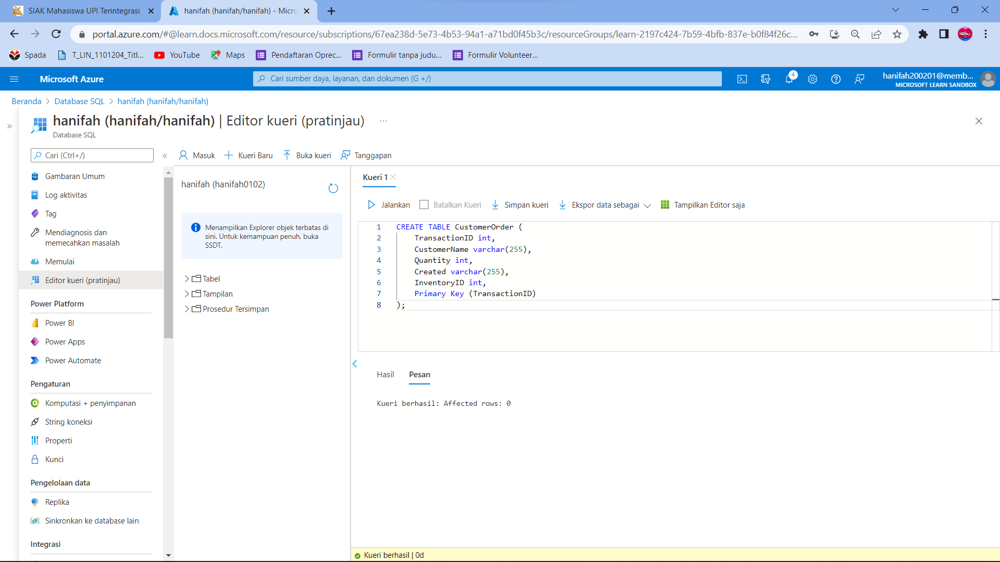 SIAK Mahasiswa UPI Terintegrasi
hanifah (hanifah/hanifah) - Micro
portal.azure.com/#@learn.docs.microsoft.com/resource/subscriptions/67ea238d-5e73-4b53-94a1-a71bd0f45b3c/resourceGroups/learn-2197c424-7b59-4bfb-837e-b0f84f26c...
Spada
T_LIN_1101204_Titl...
YouTube
Maps
Pendaftaran Oprec...
Formulir tanpa judu...
Formulir Volunteer...
Microsoft Azure
Cari sumber daya, layanan, dan dokumen (G +/)
4
hanifah200201@memb...
MICROSOFT LEARN SANDBOX
Beranda > Database SQL > hanifah (hanifah/hanifah)
hanifah (hanifah/hanifah) | Editor kueri (pratinjau) ...
Database SQL
Cari (Ctrl+/)
«
Masuk
Kueri Baru
Buka kueri
Tanggapan
Gambaran Umum
Log aktivitas
Tag
Mendiagnosis dan
memecahkan masalah
Memulai
Editor kueri (pratinjau)
Power Platform
Power BI
Power Apps
Power Automate
Pengaturan
Komputasi + penyimpanan
String koneksi
Properti
Kunci
Pengelolaan data
Replika
Sinkronkan ke database lain
Integrasi
hanifah (hanifah0102)
Menampilkan Explorer objek terbatas di
sini. Untuk kemampuan penuh, buka
SSDT.
Tabel
Tampilan
Prosedur Tersimpan
Kueri 1
Jalankan
Batalkan Kueri
Simpan kueri
Ekspor data sebagai
Tampilkan Editor saja
1 CREATE TABLE CustomerOrder (
2 TransactionID int,
3 CustomerName varchar(255),
4 Quantity int,
5 Created varchar(255),
6 InventoryID int,
7 Primary Key (TransactionID)
8 );
Hasil
Pesan
Kueri berhasil: Affected rows: 0
Kueri berhasil | 0d